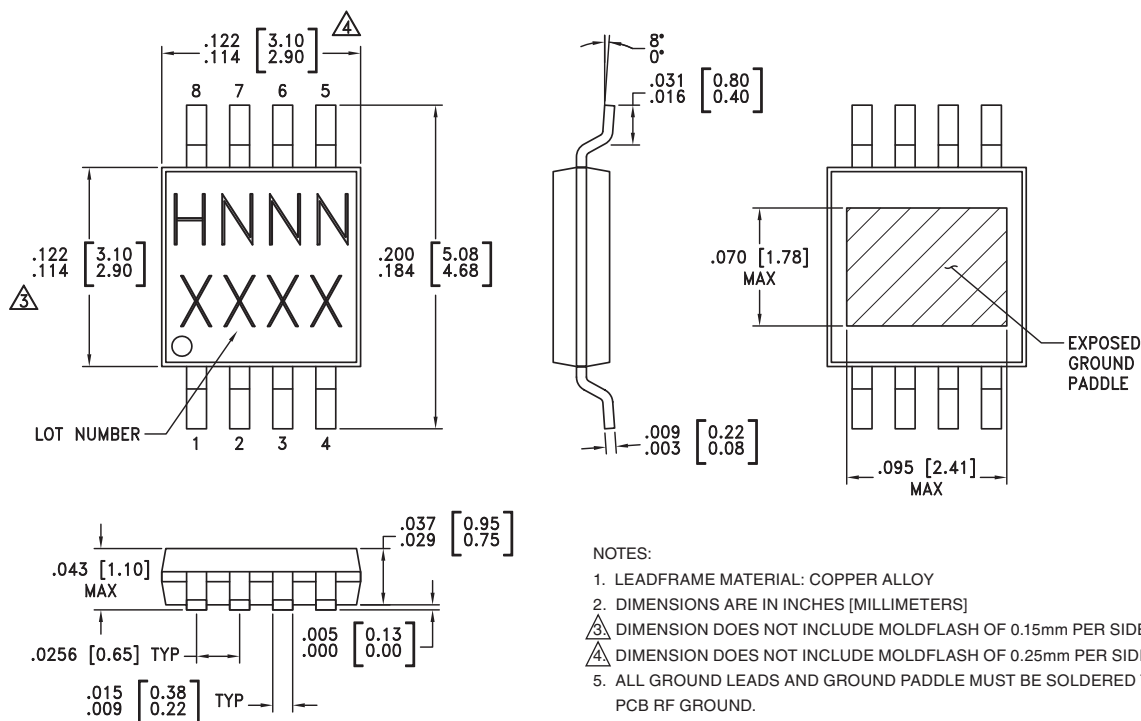 .122 [3.10]
.114 [2.90]
4
8 7 6 5
HNNN
XXXX
.122 [3.10]
.114 [2.90]
3
.200 [5.08]
.184 [4.68]
LOT NUMBER
1 2 3 4
8°
0°
.031 [0.80]
.016 [0.40]
.009 [0.22]
.003 [0.08]
.070 [1.78]
MAX
EXPOSED
GROUND
PADDLE
.095 [2.41]
MAX
.037 [0.95]
.029 [0.75]
.043 [1.10]
MAX
.005 [0.13]
.000 [0.00]
.0256 [0.65] TYP
.015 [0.38]
.009 [0.22]
TYP
NOTES:
1. LEADFRAME MATERIAL: COPPER ALLOY
2. DIMENSIONS ARE IN INCHES [MILLIMETERS]
3. DIMENSION DOES NOT INCLUDE MOLDFLASH OF 0.15mm PER SIDE
4. DIMENSION DOES NOT INCLUDE MOLDFLASH OF 0.25mm PER SIDE
5. ALL GROUND LEADS AND GROUND PADDLE MUST BE SOLDERED
PCB RF GROUND.